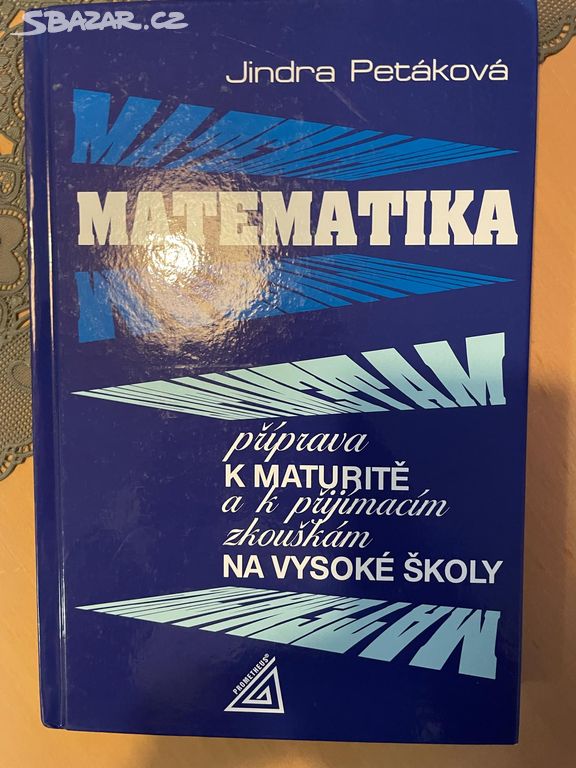 SBAZAR.CZ
Jindra Petáková
MATEMATIKA
příprava
K MATURITĚ
a k přijímacím
zkouškám
NA VYSOKÉ ŠKOLY
PROMETHEUS®